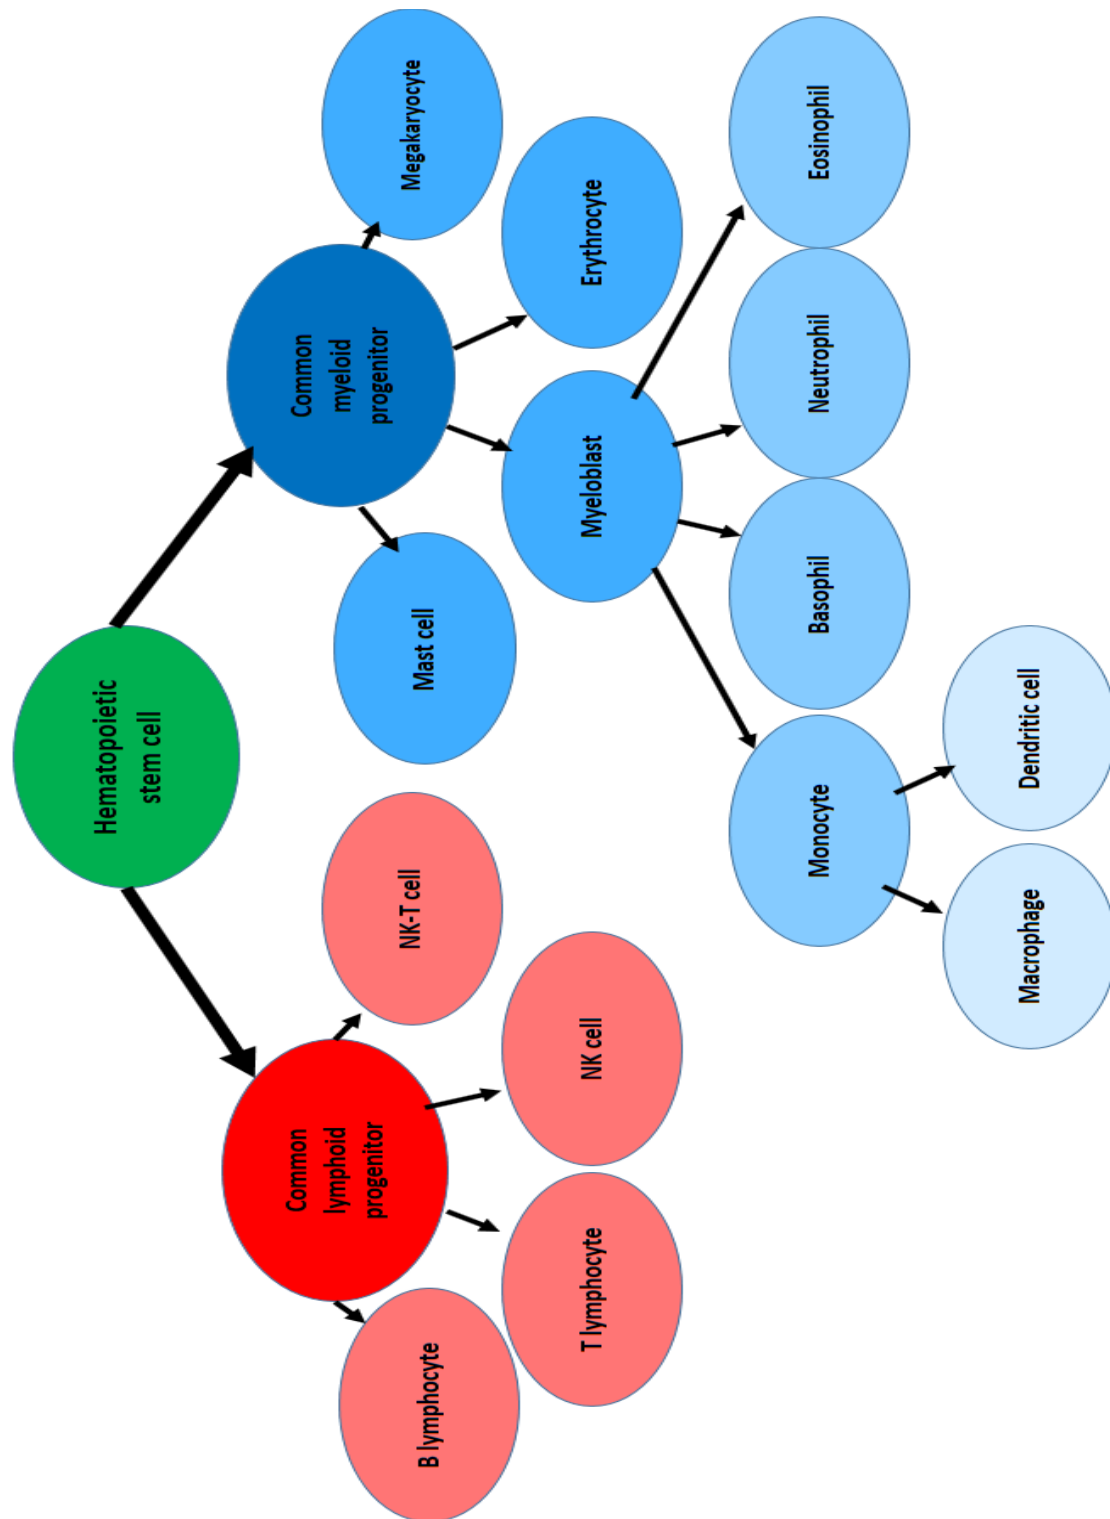 Hematopoietic
stem cell
Common
lymphoid
progenitor
Common
myeloid
progenitor
B lymphocyte
T lymphocyte
NK cell
NK-T cell
Mast cell
Myeloblast
Erythrocyte
Megakaryocyte
Monocyte
Basophil
Neutrophil
Eosinophil
Macrophage
Dendritic cell